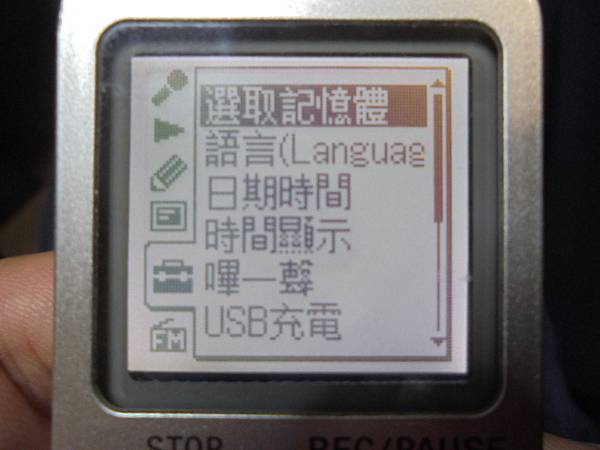 選取記憶體
語言(Languag
日期時間
時間顯示
嗶一聲
USB充電
FM
STOP REC/PAUSE